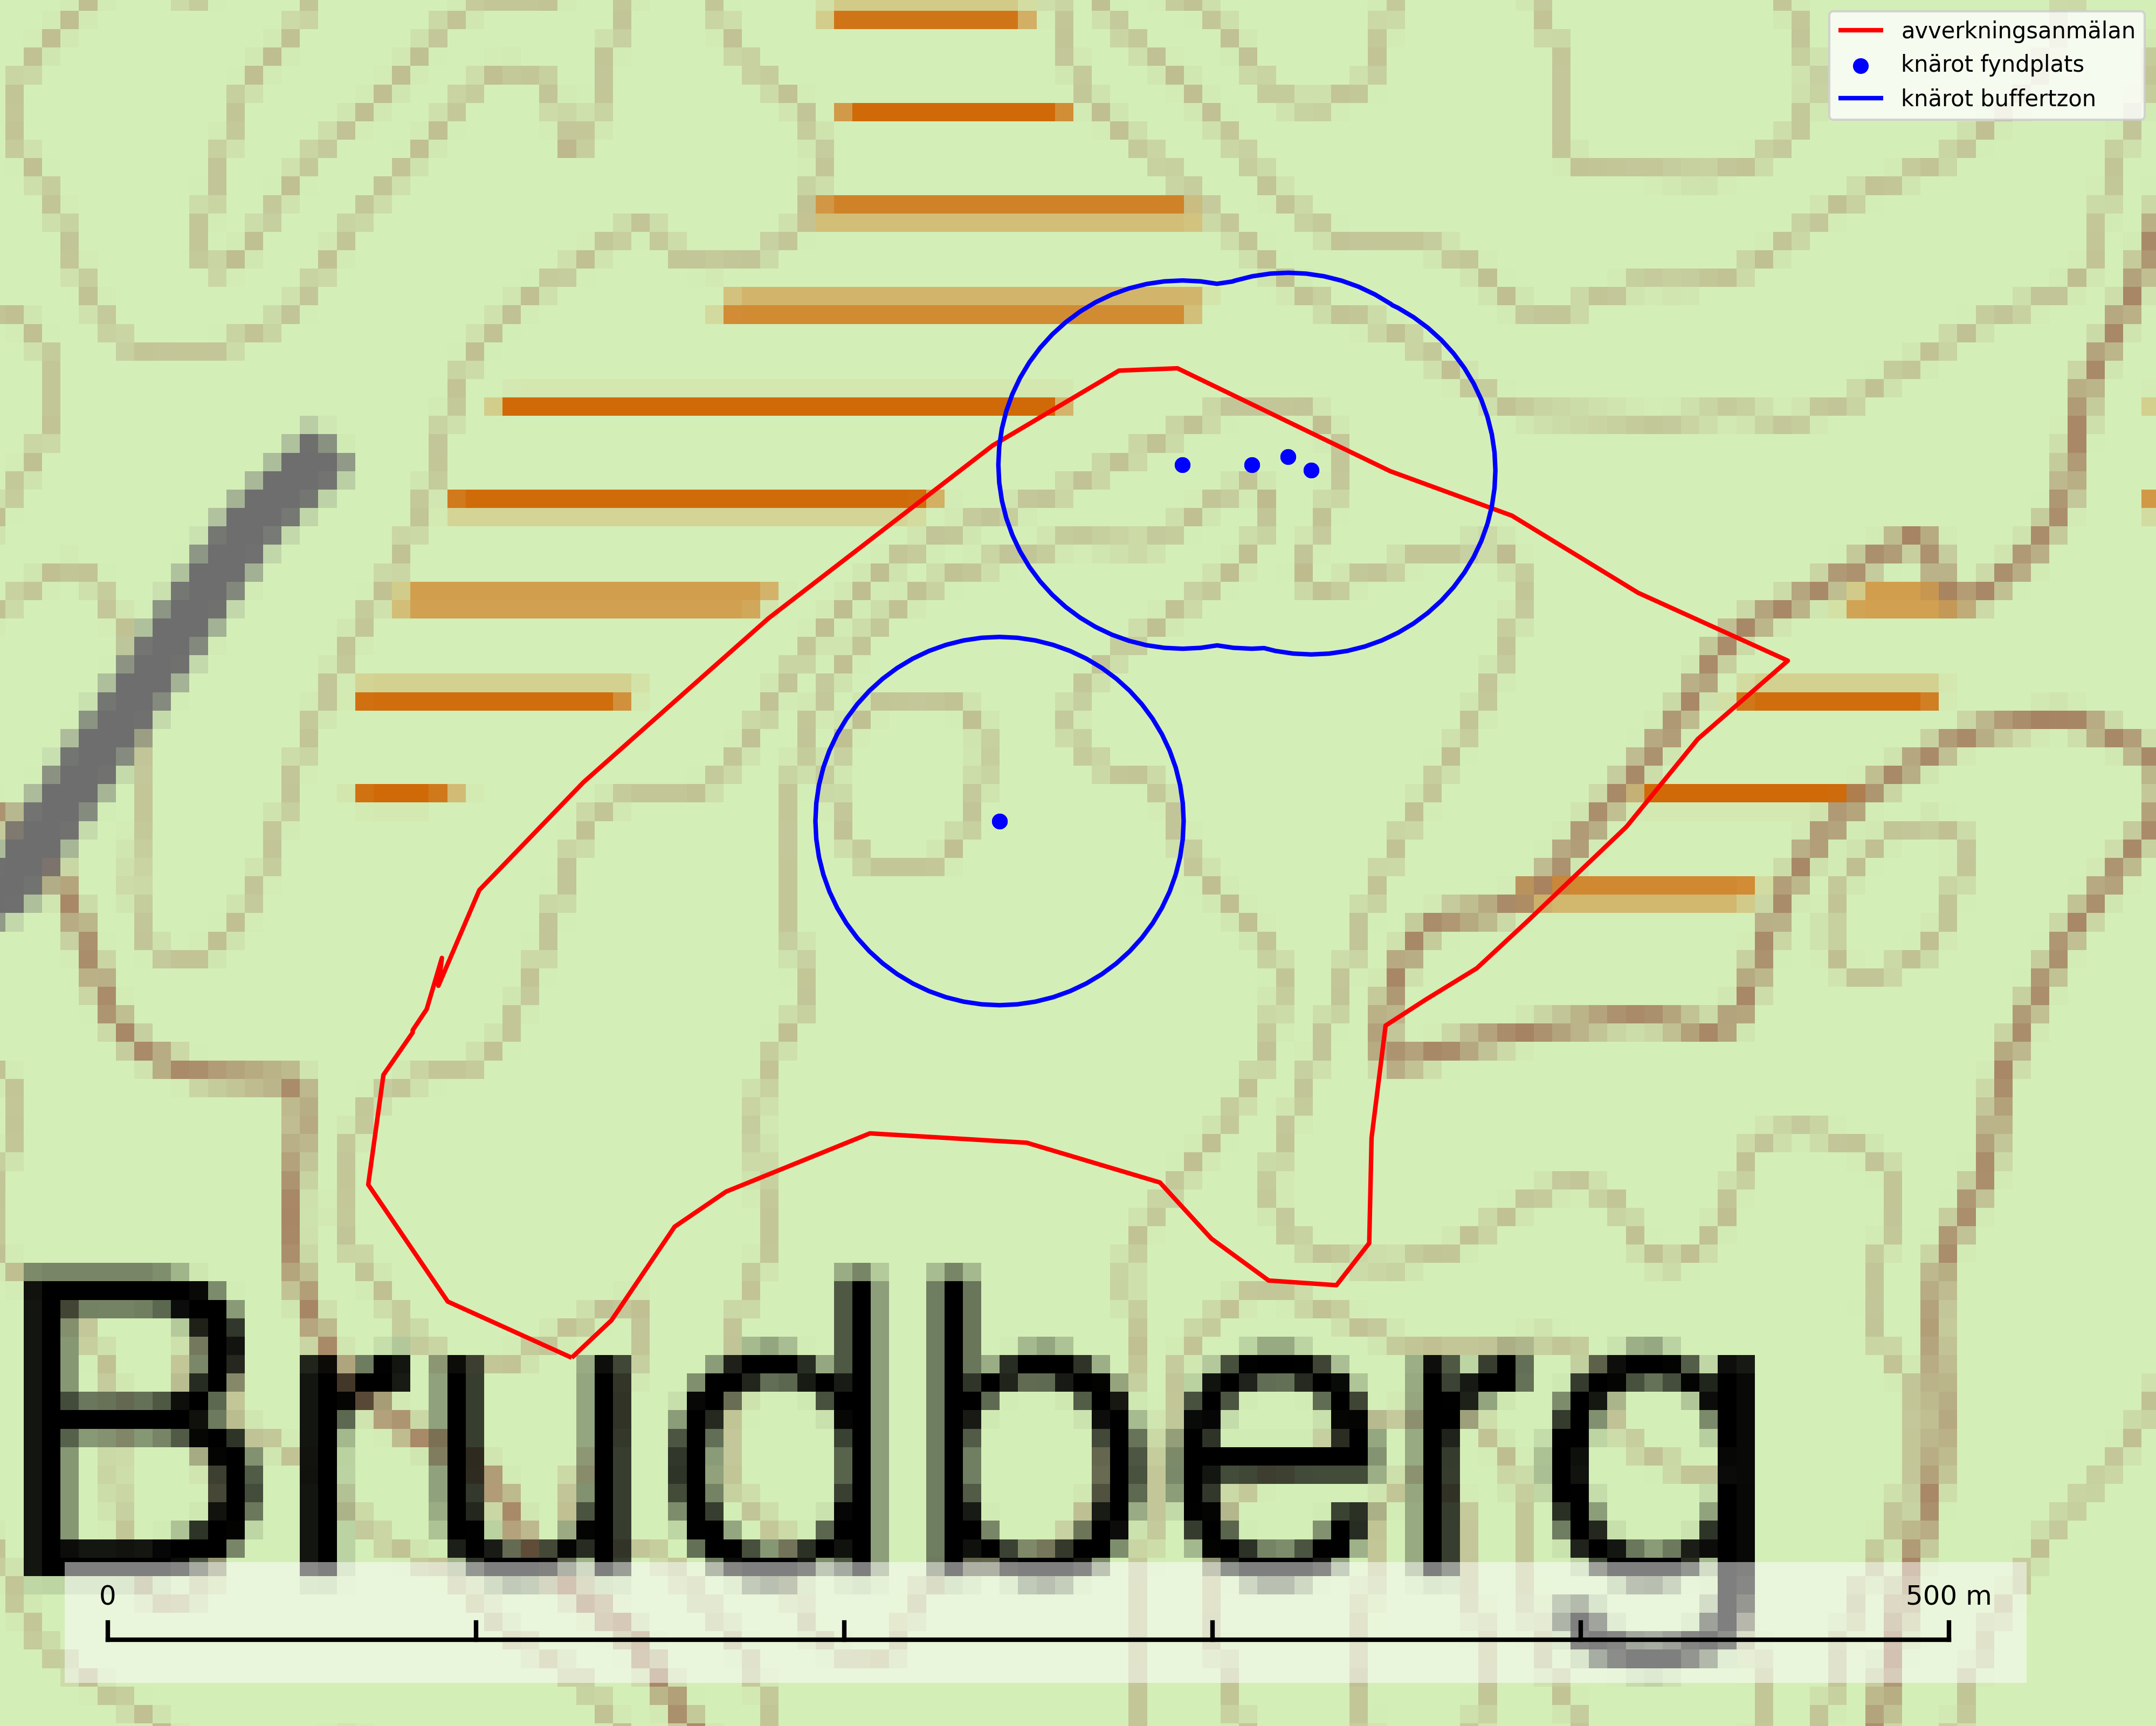 avverkningsanmälan
knärot fyndplats
knärot buffertzon
Brudberg
0 500 m